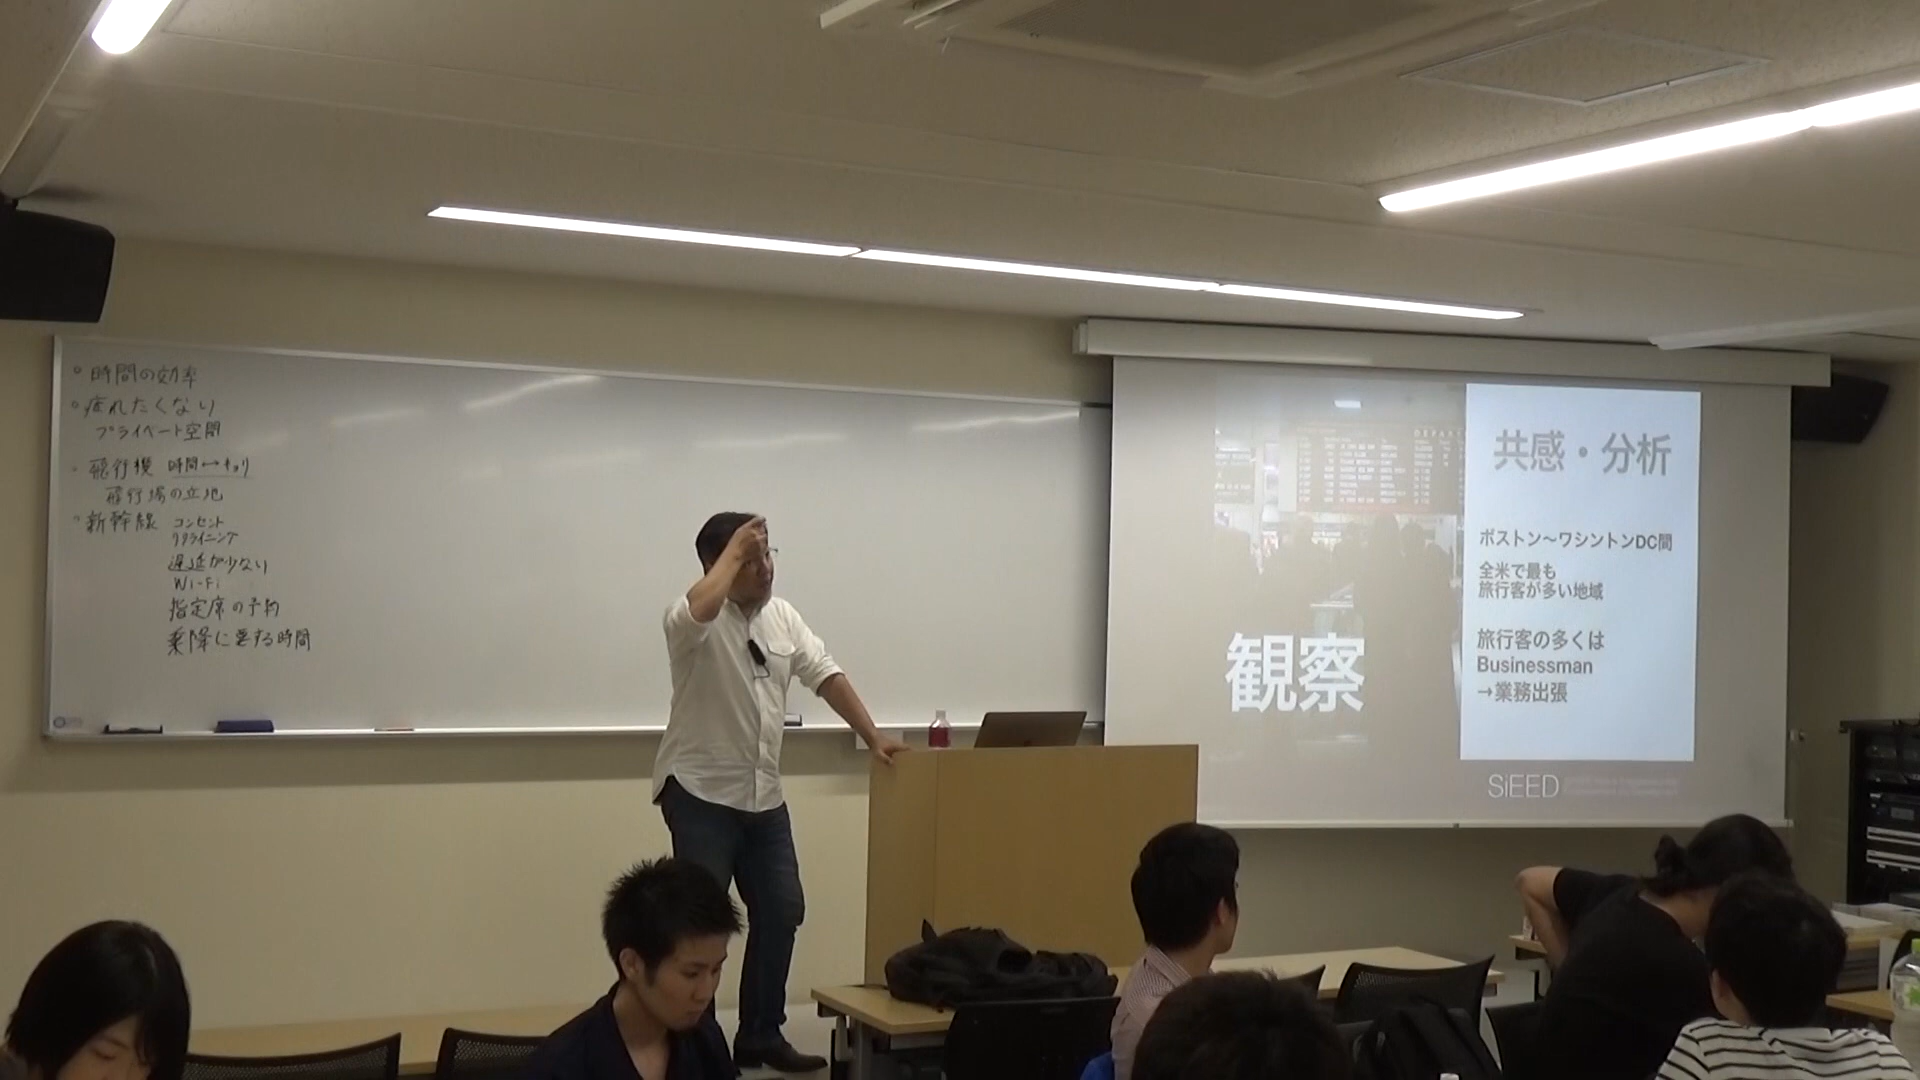 。時間の効率
。疲れたくない
プライベート空間
・飛行機 時間↔キョリ
飛行場の立地
・新幹線 コンセント
リクライニング
遅延が少ない
Wi-Fi
指定席の予約
乗降に要する時間
観察
共感・分析
ボストン〜ワシントンDC間
全米で最も
旅行客が多い地域
旅行客の多くは
Businessman
→業務出張
SiEED